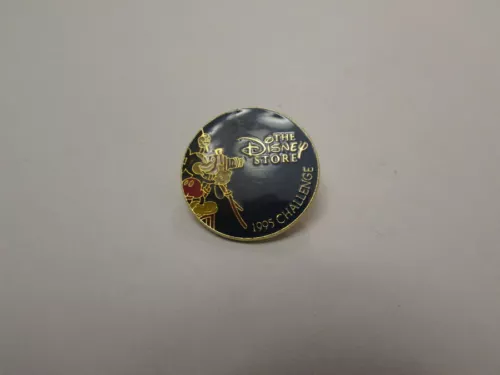 THE
DISNEY
STORE
1995 CHALLENGE